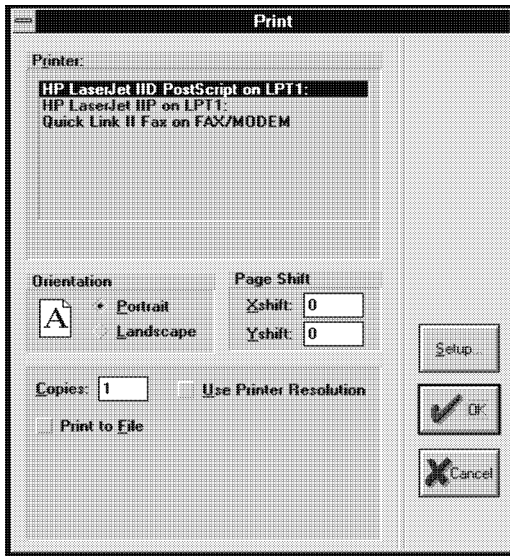 Print
Printer:
HP LaserJet IID PostScript on LPT1:
HP LaserJet IIP on LPT1:
Quick Link II Fax on FAX/MODEM
Orientation
A
Portrait
Landscape
Page Shift
Xshift: 0
Yshift: 0
Setup...
Copies: 1
Use Printer Resolution
OK
Print to File
Cancel